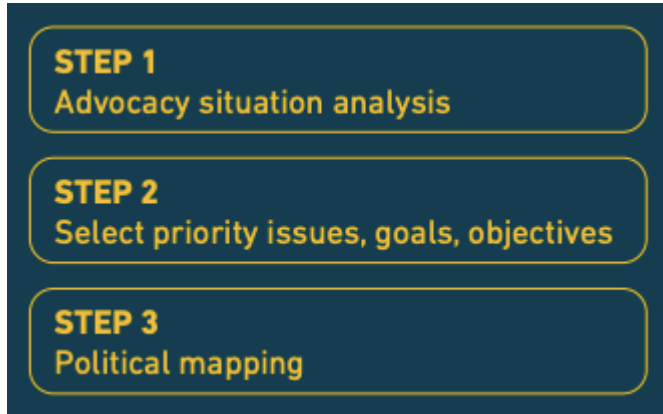 STEP 1
Advocacy situation analysis
STEP 2
Select priority issues, goals, objectives
STEP 3
Political mapping